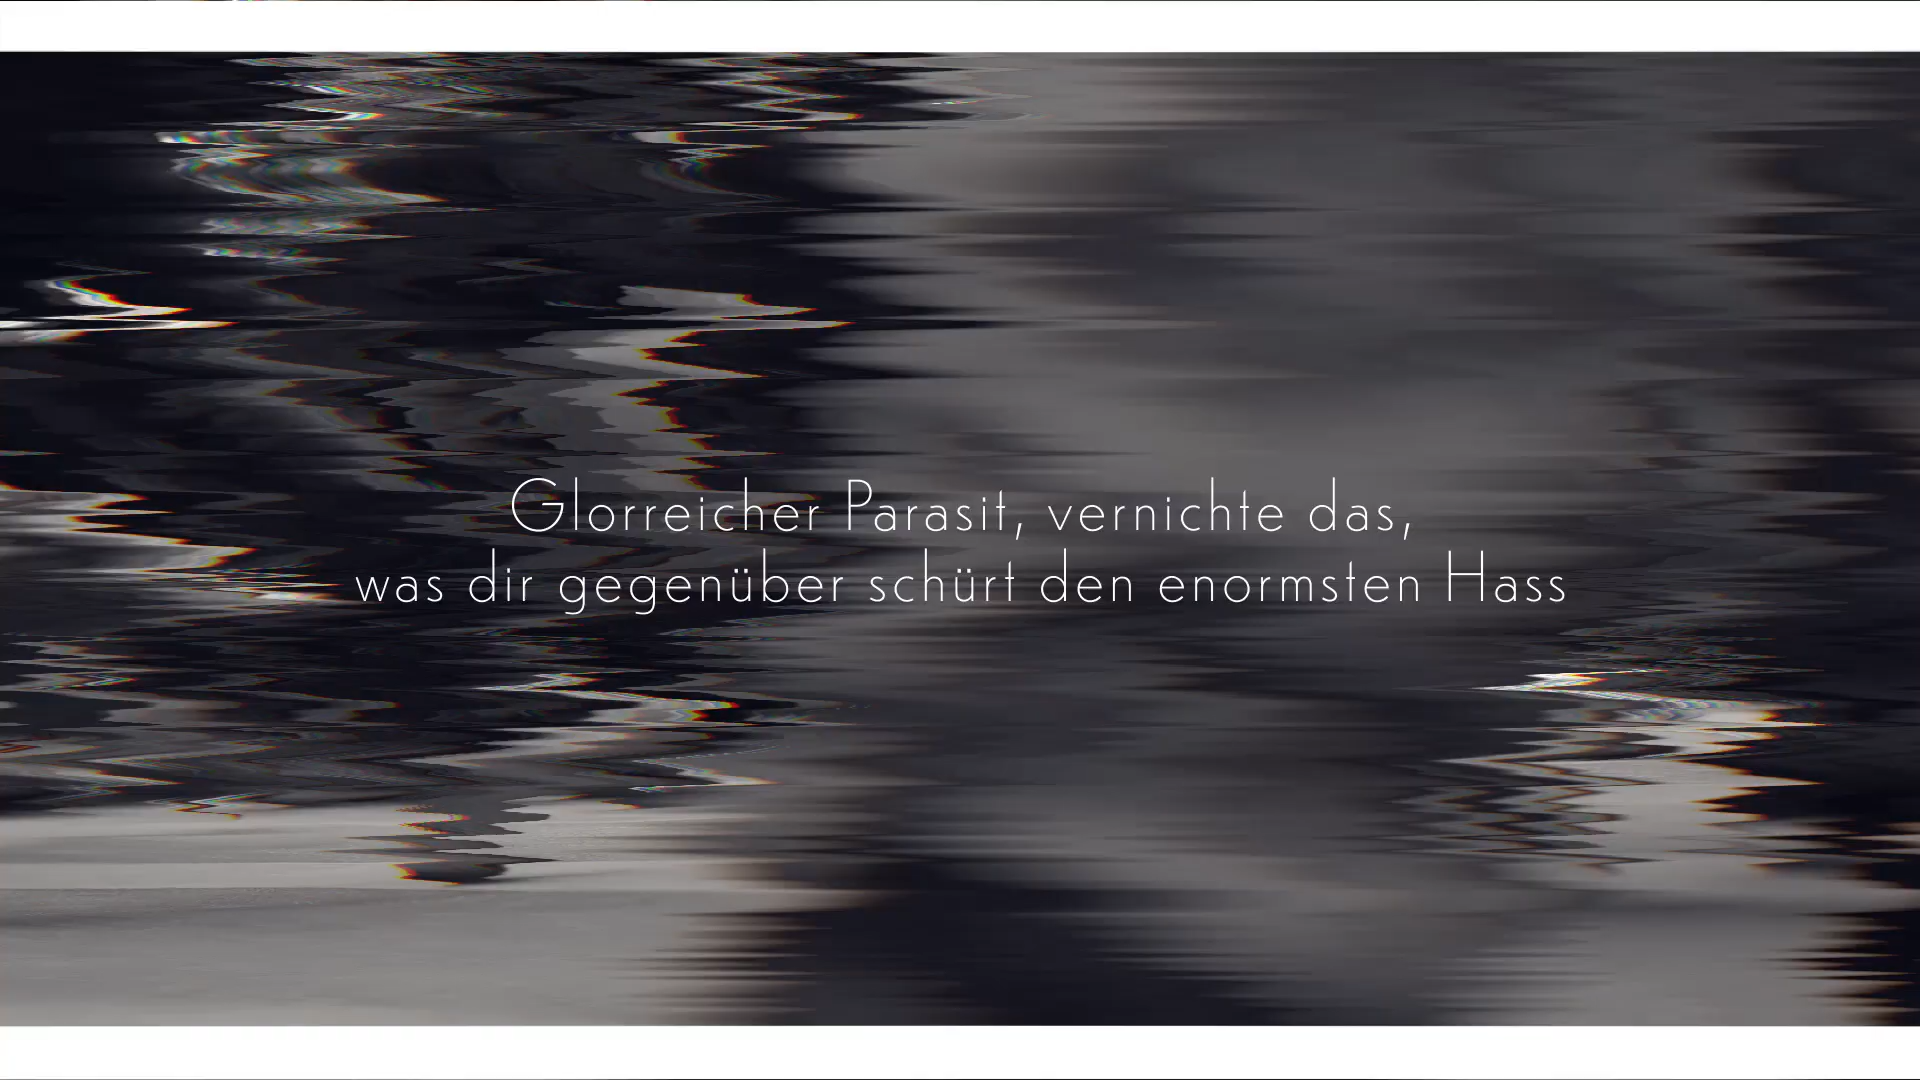 Glorreicher Parasit, vernichte das,
was dir gegenüber schürt den enormsten Hass